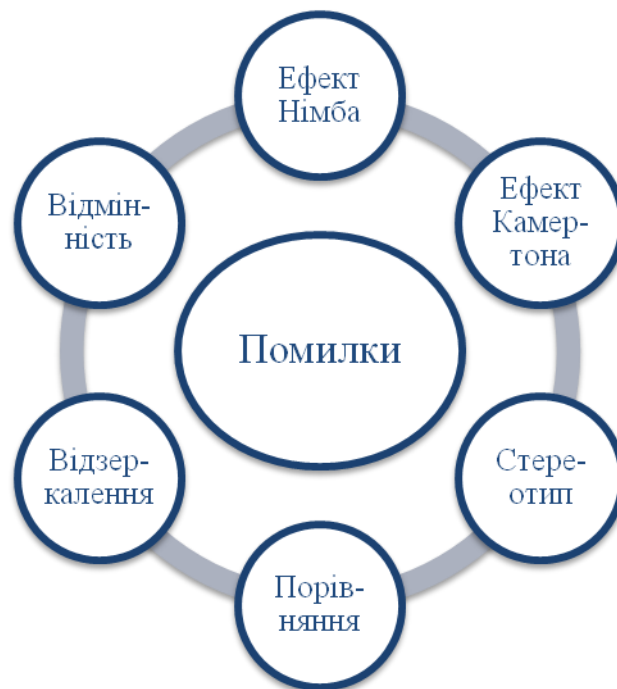 Ефект
Німба
Ефект
Камер-
тона
Стере-
отип
Порів-
няння
Відзер-
калення
Відмін-
ність
Помилки